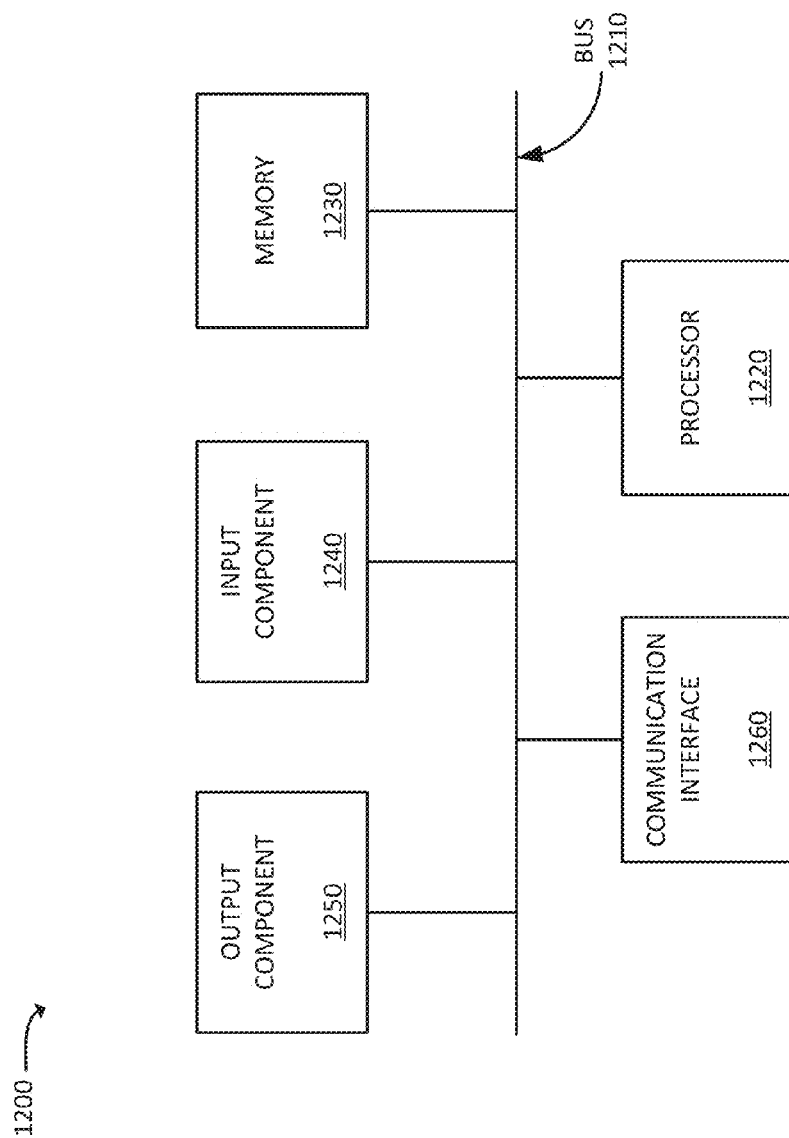 1200
OUTPUT
COMPONENT
1250
INPUT
COMPONENT
1240
MEMORY
1230
BUS
1210
COMMUNICATION
INTERFACE
1260
PROCESSOR
1220